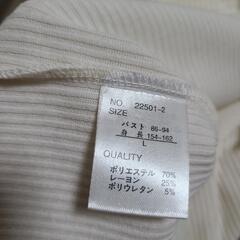 NO. 22501-2
SIZE
バスト 86-94
身長 154-162
L
QUALITY
ポリエステル 70%
レーヨン 25%
ポリウレタン 5%